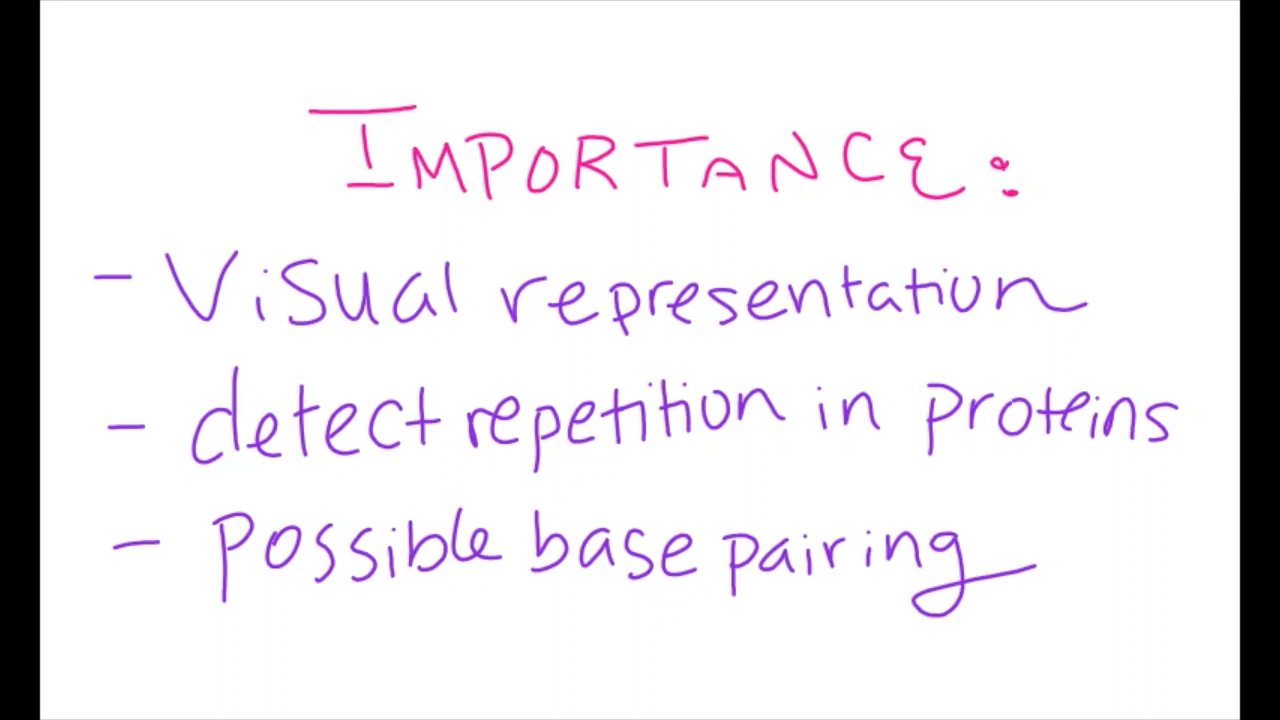 IMPORTANCE:
- Visual representation
- detect repetition in proteins
- Possible base pairing